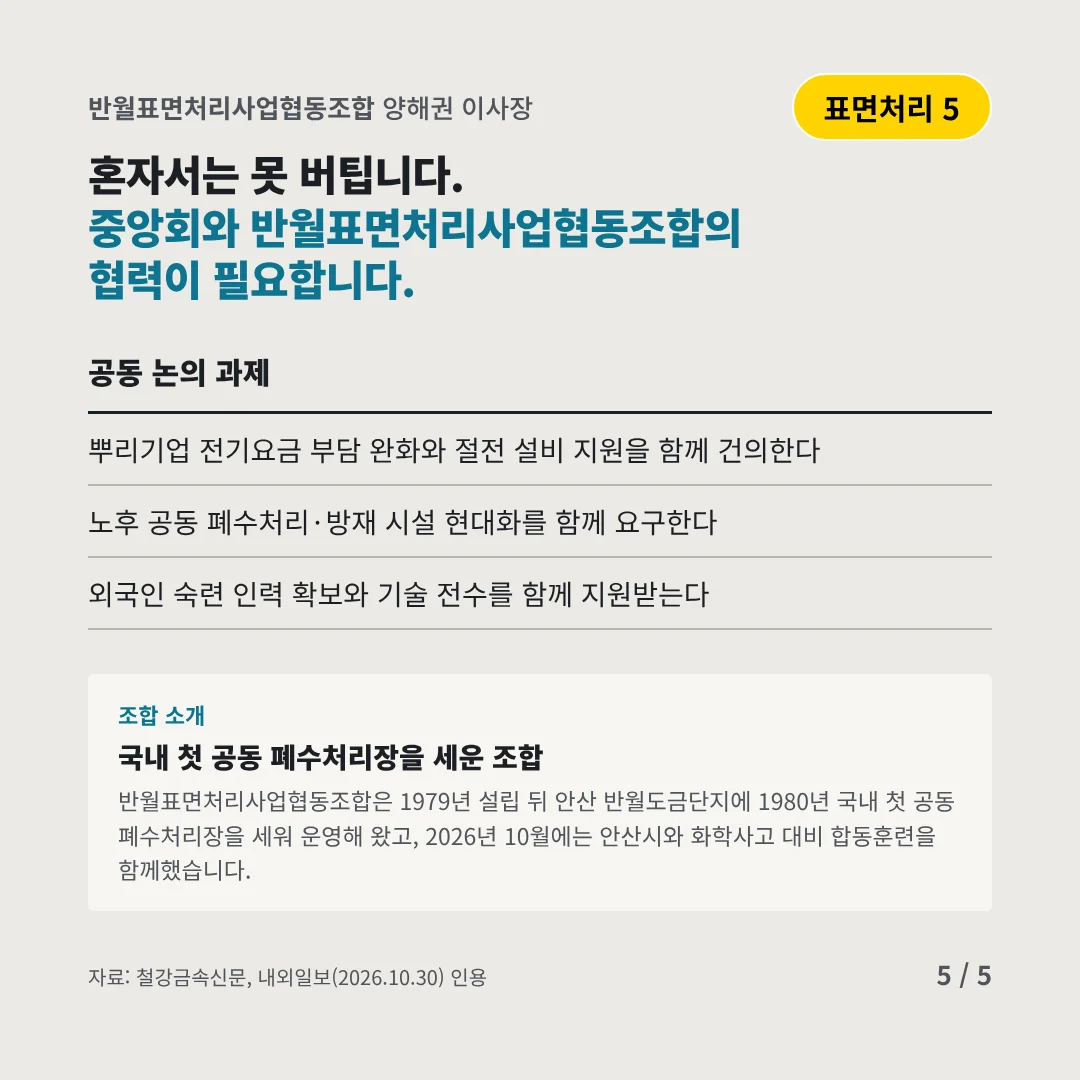 반월표면처리사업협동조합 양해권 이사장
표면처리 5
혼자서는 못 버팁니다.
중앙회와 반월표면처리사업협동조합의
협력이 필요합니다.
공동 논의 과제
뿌리기업 전기요금 부담 완화와 절전 설비 지원을 함께 건의한다
노후 공동 폐수처리·방재 시설 현대화를 함께 요구한다
외국인 숙련 인력 확보와 기술 전수를 함께 지원받는다
조합 소개
국내 첫 공동 폐수처리장을 세운 조합
반월표면처리사업협동조합은 1979년 설립 뒤 안산 반월도금단지에 1980년 국내 첫 공동
폐수처리장을 세워 운영해 왔고, 2026년 10월에는 안산시와 화학사고 대비 합동훈련을
함께했습니다.
자료: 철강금속신문, 내외일보(2026.10.30) 인용
5 / 5